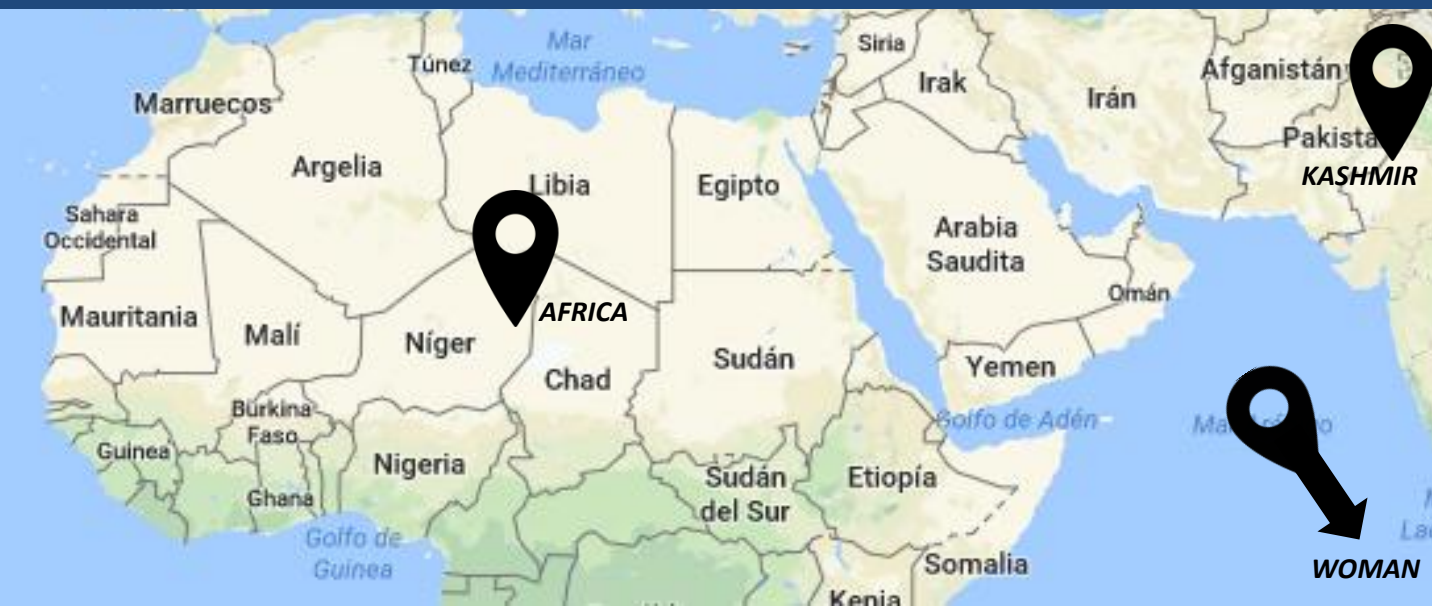 Mar
Mediterráneo
Siria
Túnez
Afganistán
Irak
Irán
Marruecos
Pakista
KASHMIR
Argelia
Libia
Egipto
Sahara
Occidental
Arabia
Saudita
Omán
AFRICA
Mauritania
Malí
Níger
Sudán
Yemen
Chad
Burkina
Faso
Golfo de Adén
Guinea
Nigeria
Sudán
del Sur
Etiopía
Ghana
Golfo de
Guinea
Somalia
WOMAN
Kenia